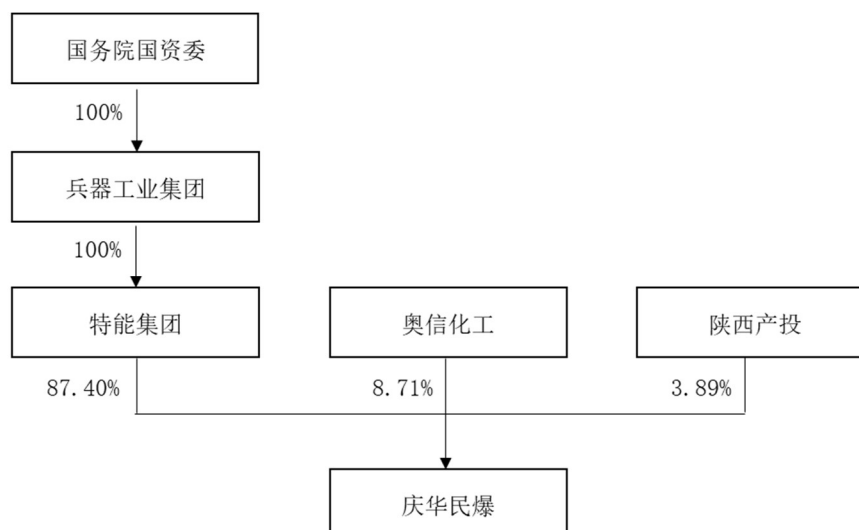 国务院国资委
100%
兵器工业集团
100%
特能集团
奥信化工
陕西产投
87.40%
8.71%
3.89%
庆华民爆